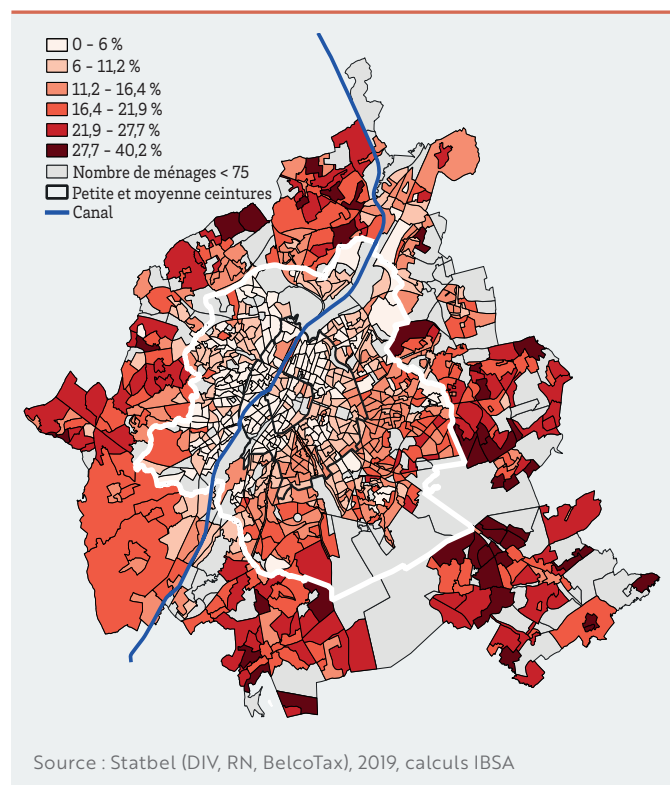 0 – 6 %
6 – 11,2 %
11,2 – 16,4 %
16,4 – 21,9 %
21,9 – 27,7 %
27,7 – 40,2 %
Nombre de ménages < 75
Petite et moyenne ceintures
Canal
Source : Statbel (DIV, RN, BelcoTax), 2019, calculs IBSA